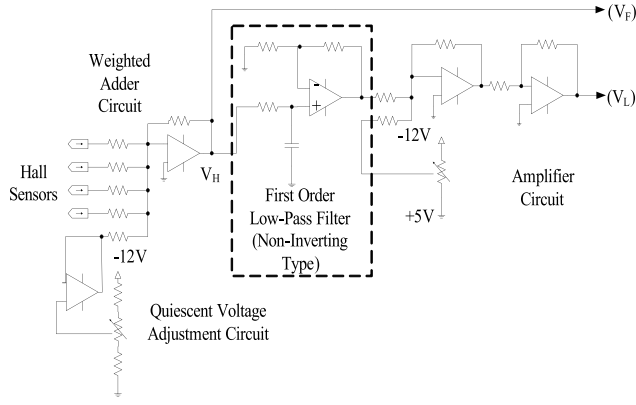 (V_F)
Weighted
Adder
Circuit
-
+
(V_L)
-12V
Hall
Sensors
V_H
First Order
Low-Pass Filter
(Non-Inverting
Type)
Amplifier
Circuit
+5V
-12V
Quiescent Voltage
Adjustment Circuit